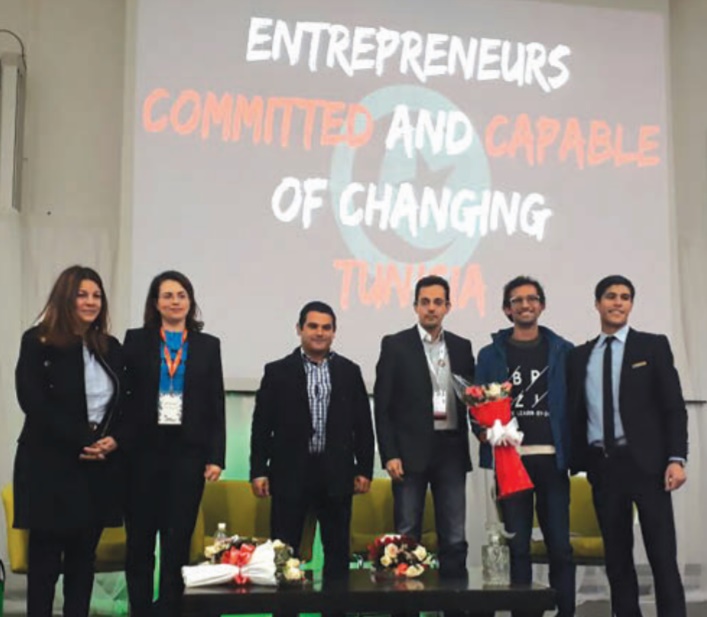 ENTREPRENEURS
COMMITTED AND CAPABLE
OF CHANGING
TUNISIA